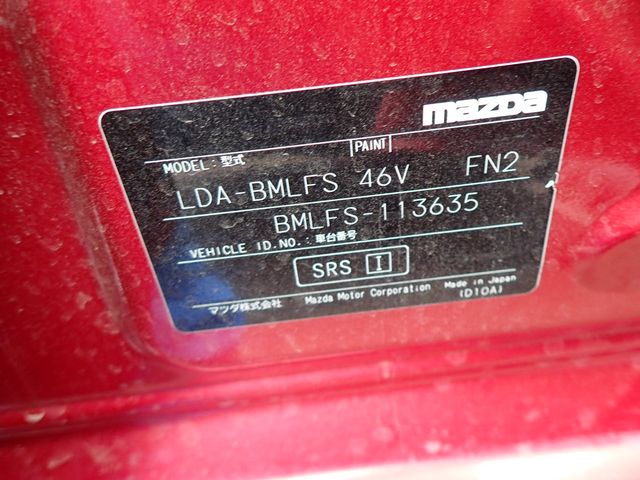 mazda
MODEL:型式 PAINT
LDA-BMLFS 46V FN2
BMLFS-113635
VEHICLE ID.NO.:車台番号
SRS I
マツダ株式会社 Mazda Motor Corporation Made in Japan
(D10A)